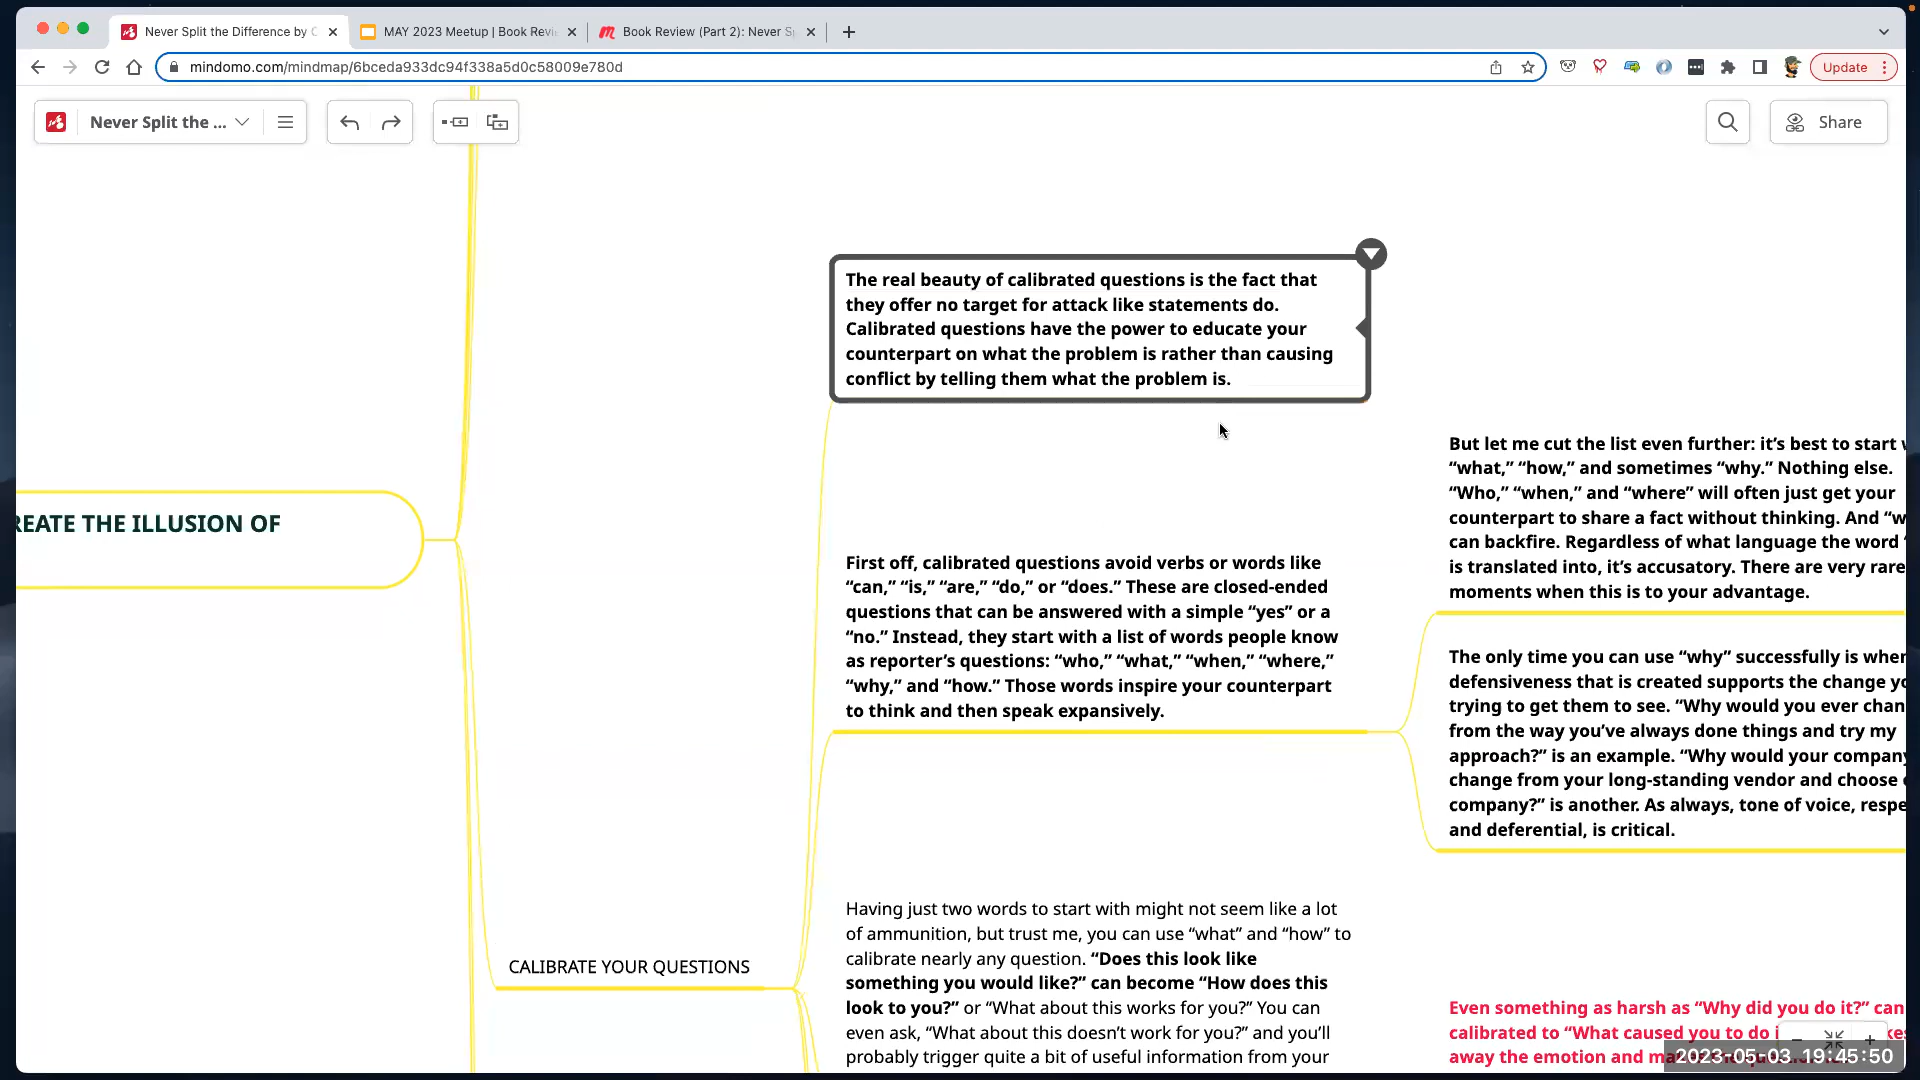 Never Split the Difference by C
MAY 2023 Meetup | Book Revi
Book Review (Part 2): Never S
mindomo.com/mindmap/6bceda933dc94f338a5d0c58009e780d
Update
Never Split the ...
Share
The real beauty of calibrated questions is the fact that
they offer no target for attack like statements do.
Calibrated questions have the power to educate your
counterpart on what the problem is rather than causing
conflict by telling them what the problem is.
REATE THE ILLUSION OF
First off, calibrated questions avoid verbs or words like
“can,” “is,” “are,” “do,” or “does.” These are closed-ended
questions that can be answered with a simple “yes” or a
“no.” Instead, they start with a list of words people know
as reporter’s questions: “who,” “what,” “when,” “where,”
“why,” and “how.” Those words inspire your counterpart
to think and then speak expansively.
But let me cut the list even further: it’s best to start
“what,” “how,” and sometimes “why.” Nothing else.
“Who,” “when,” and “where” will often just get your
counterpart to share a fact without thinking. And “w
can backfire. Regardless of what language the word
is translated into, it’s accusatory. There are very rare
moments when this is to your advantage.
The only time you can use “why” successfully is when
defensiveness that is created supports the change yo
trying to get them to see. “Why would you ever chan
from the way you’ve always done things and try my
approach?” is an example. “Why would your company
change from your long-standing vendor and choose
company?” is another. As always, tone of voice, respe
and deferential, is critical.
CALIBRATE YOUR QUESTIONS
Having just two words to start with might not seem like a lot
of ammunition, but trust me, you can use “what” and “how” to
calibrate nearly any question. “Does this look like
something you would like?” can become “How does this
look to you?” or “What about this works for you?” You can
even ask, “What about this doesn’t work for you?” and you’ll
probably trigger quite a bit of useful information from your
Even something as harsh as “Why did you do it?” can
calibrated to “What caused you to do
away the emotion and
2023-05-03 19:45:50